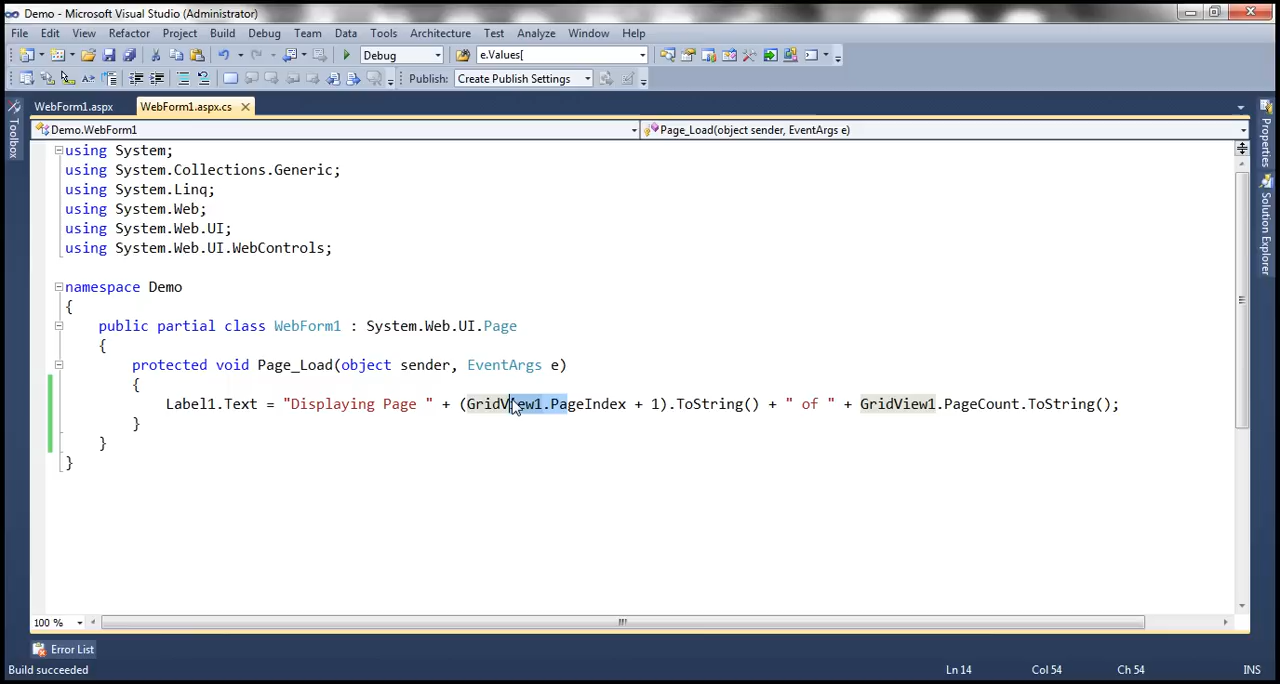 Demo - Microsoft Visual Studio (Administrator)
File Edit View Refactor Project Build Debug Team Data Tools Architecture Test Analyze Window Help
Debug e.Values[
Publish: Create Publish Settings
WebForm1.aspx WebForm1.aspx.cs
Demo.WebForm1 Page_Load(object sender, EventArgs e)
using System;
using System.Collections.Generic;
using System.Linq;
using System.Web;
using System.Web.UI;
using System.Web.UI.WebControls;
namespace Demo
{
public partial class WebForm1 : System.Web.UI.Page
{
protected void Page_Load(object sender, EventArgs e)
{
Label1.Text = "Displaying Page " + (GridView1.PageIndex + 1).ToString() + " of " + GridView1.PageCount.ToString();
}
}
}
Toolbox
Properties
Solution Explorer
100 %
Error List
Build succeeded Ln 14 Col 54 Ch 54 INS